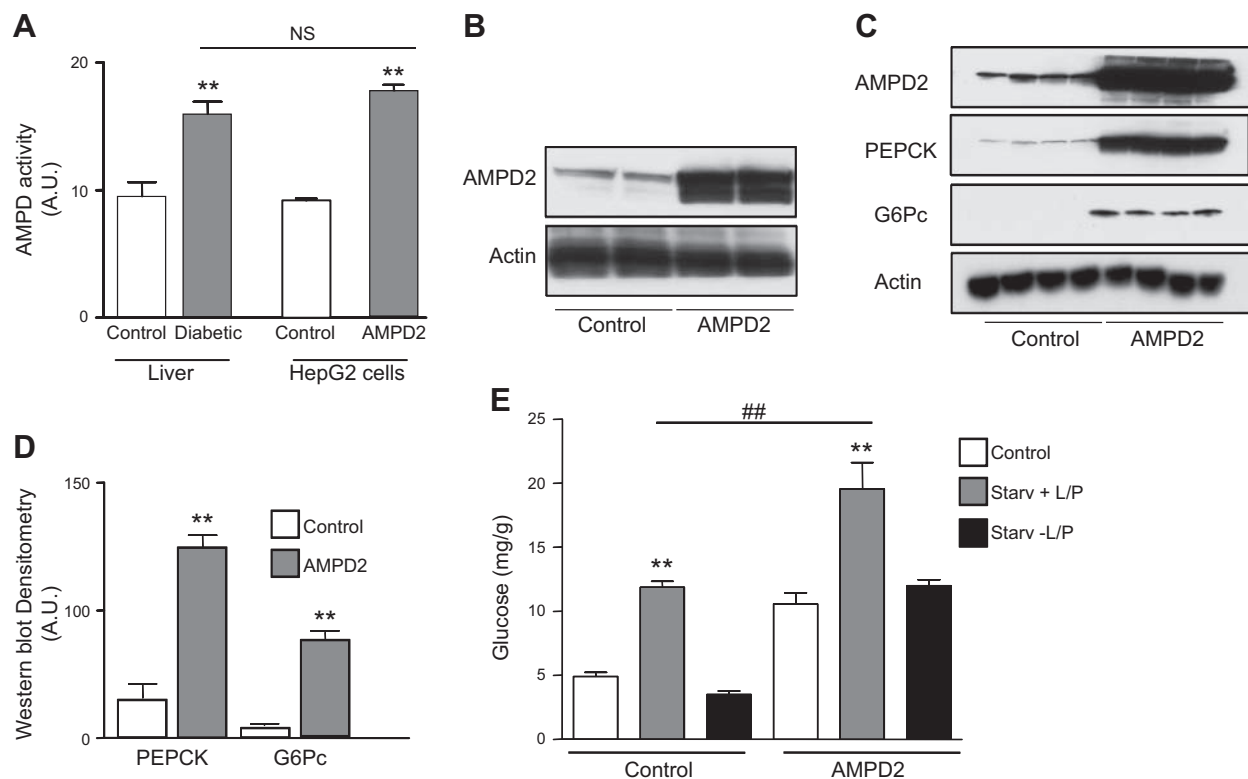 A
NS
AMPD activity
(A.U.)
20
10
0
**
**
Control Diabetic Control AMPD2
Liver HepG2 cells
B
AMPD2
Actin
Control AMPD2
C
AMPD2
PEPCK
G6Pc
Actin
Control AMPD2
D
Western blot Densitometry
(A.U.)
150
100
0
**
**
Control
AMPD2
PEPCK G6Pc
E
Glucose (mg/g)
25
20
15
10
5
0
##
**
**
Control
Starv + L/P
Starv -L/P
Control AMPD2